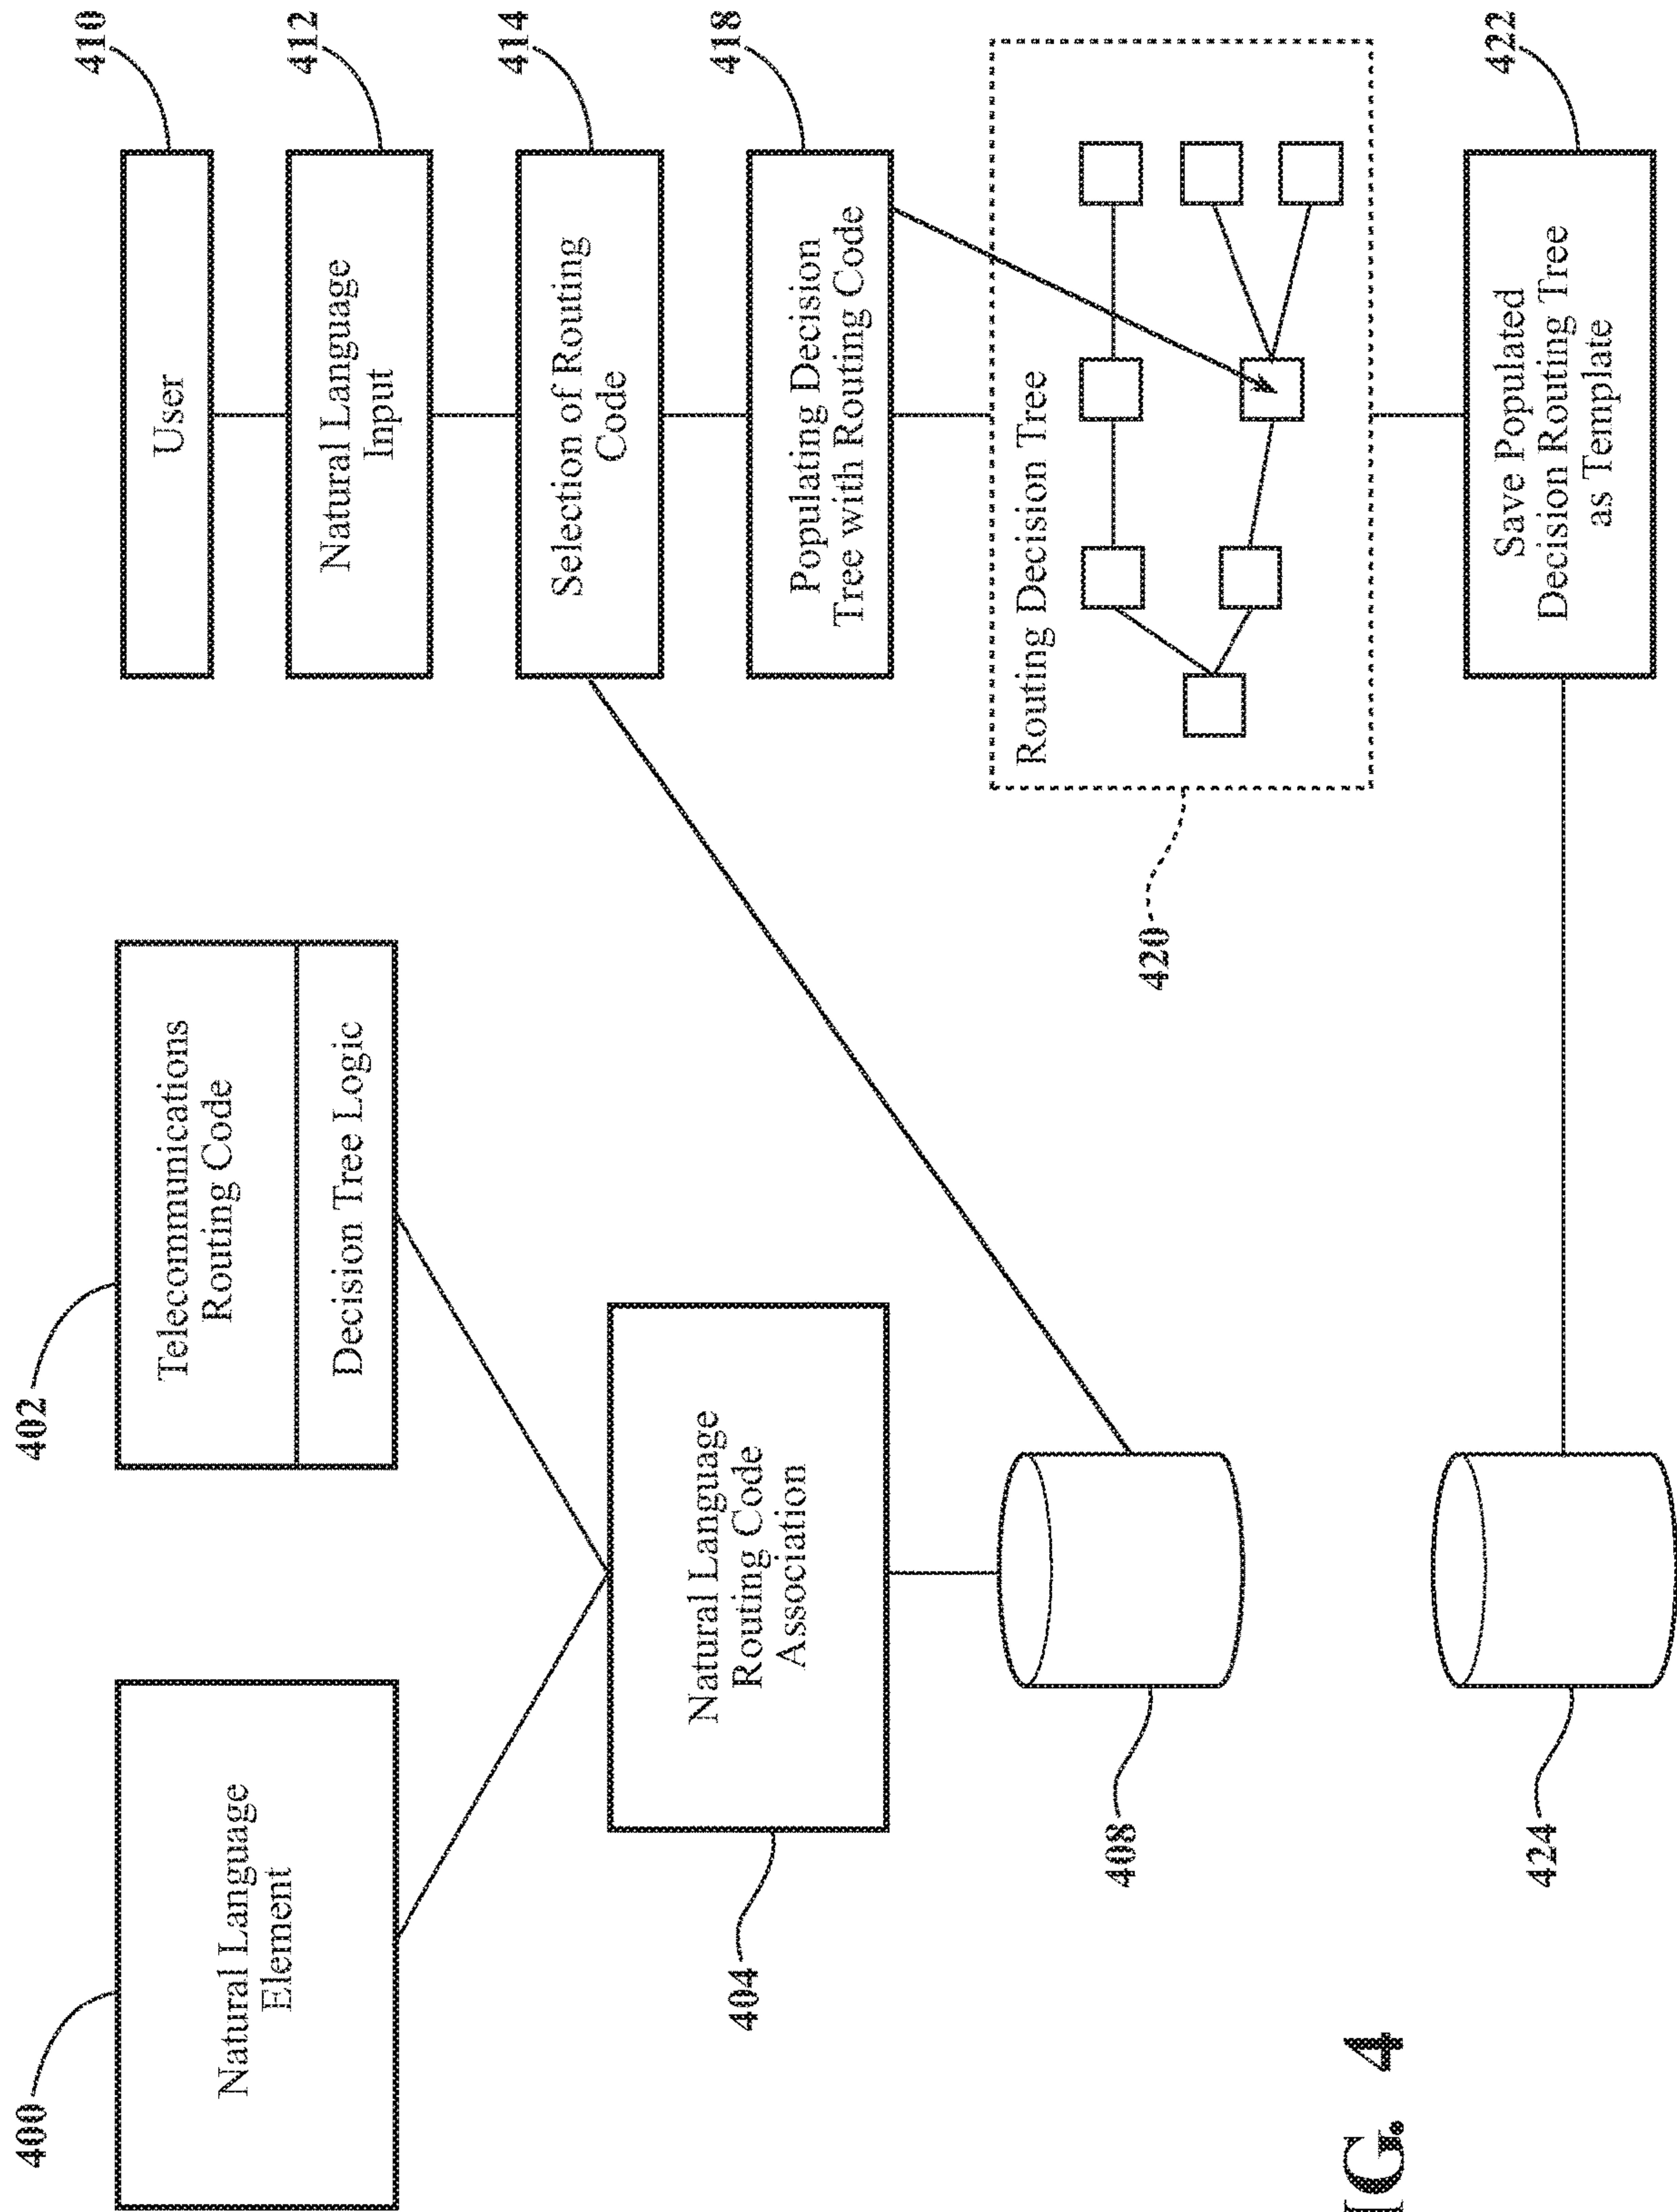 400
Natural Language
Element
402
Telecommunications
Routing Code
Decision Tree Logic
404
Natural Language
Routing Code
Association
408
424
410
User
412
Natural Language
Input
414
Selection of Routing
Code
418
Populating Decision
Tree with Routing Code
420
Routing Decision Tree
422
Save Populated
Decision Routing Tree
as Template
IG. 4